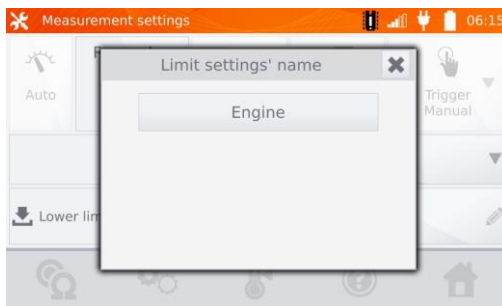 Measurement settings
06:15
Limit settings' name
Engine
Auto
Trigger
Manual
Lower lim